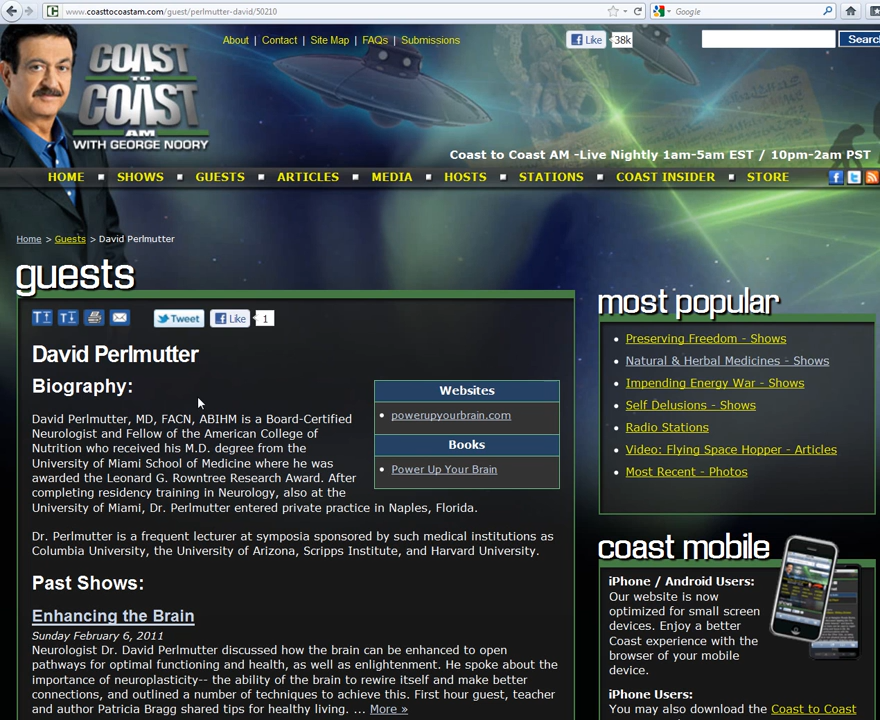 www.coasttocoastam.com/guest/perlmutter-david/50210
Google
COAST
TO
COAST
AM
WITH GEORGE NOORY
About | Contact | Site Map | FAQs | Submissions
Like 38k
Search
Coast to Coast AM -Live Nightly 1am-5am EST / 10pm-2am PST
HOME SHOWS GUESTS ARTICLES MEDIA HOSTS STATIONS COAST INSIDER STORE
Home > Guests > David Perlmutter
guests
Tweet Like 1
David Perlmutter
Biography:
David Perlmutter, MD, FACN, ABIHM is a Board-Certified
Neurologist and Fellow of the American College of
Nutrition who received his M.D. degree from the
University of Miami School of Medicine where he was
awarded the Leonard G. Rowntree Research Award. After
completing residency training in Neurology, also at the
University of Miami, Dr. Perlmutter entered private practice in Naples, Florida.
Websites
powerupyourbrain.com
Books
Power Up Your Brain
Dr. Perlmutter is a frequent lecturer at symposia sponsored by such medical institutions as
Columbia University, the University of Arizona, Scripps Institute, and Harvard University.
Past Shows:
Enhancing the Brain
Sunday February 6, 2011
Neurologist Dr. David Perlmutter discussed how the brain can be enhanced to open
pathways for optimal functioning and health, as well as enlightenment. He spoke about the
importance of neuroplasticity-- the ability of the brain to rewire itself and make better
connections, and outlined a number of techniques to achieve this. First hour guest, teacher
and author Patricia Bragg shared tips for healthy living. ... More »
most popular
Preserving Freedom - Shows
Natural & Herbal Medicines - Shows
Impending Energy War - Shows
Self Delusions - Shows
Radio Stations
Video: Flying Space Hopper - Articles
Most Recent - Photos
coast mobile
iPhone / Android Users:
Our website is now
optimized for small screen
devices. Enjoy a better
Coast experience with the
browser of your mobile
device.
iPhone Users:
You may also download the Coast to Coast